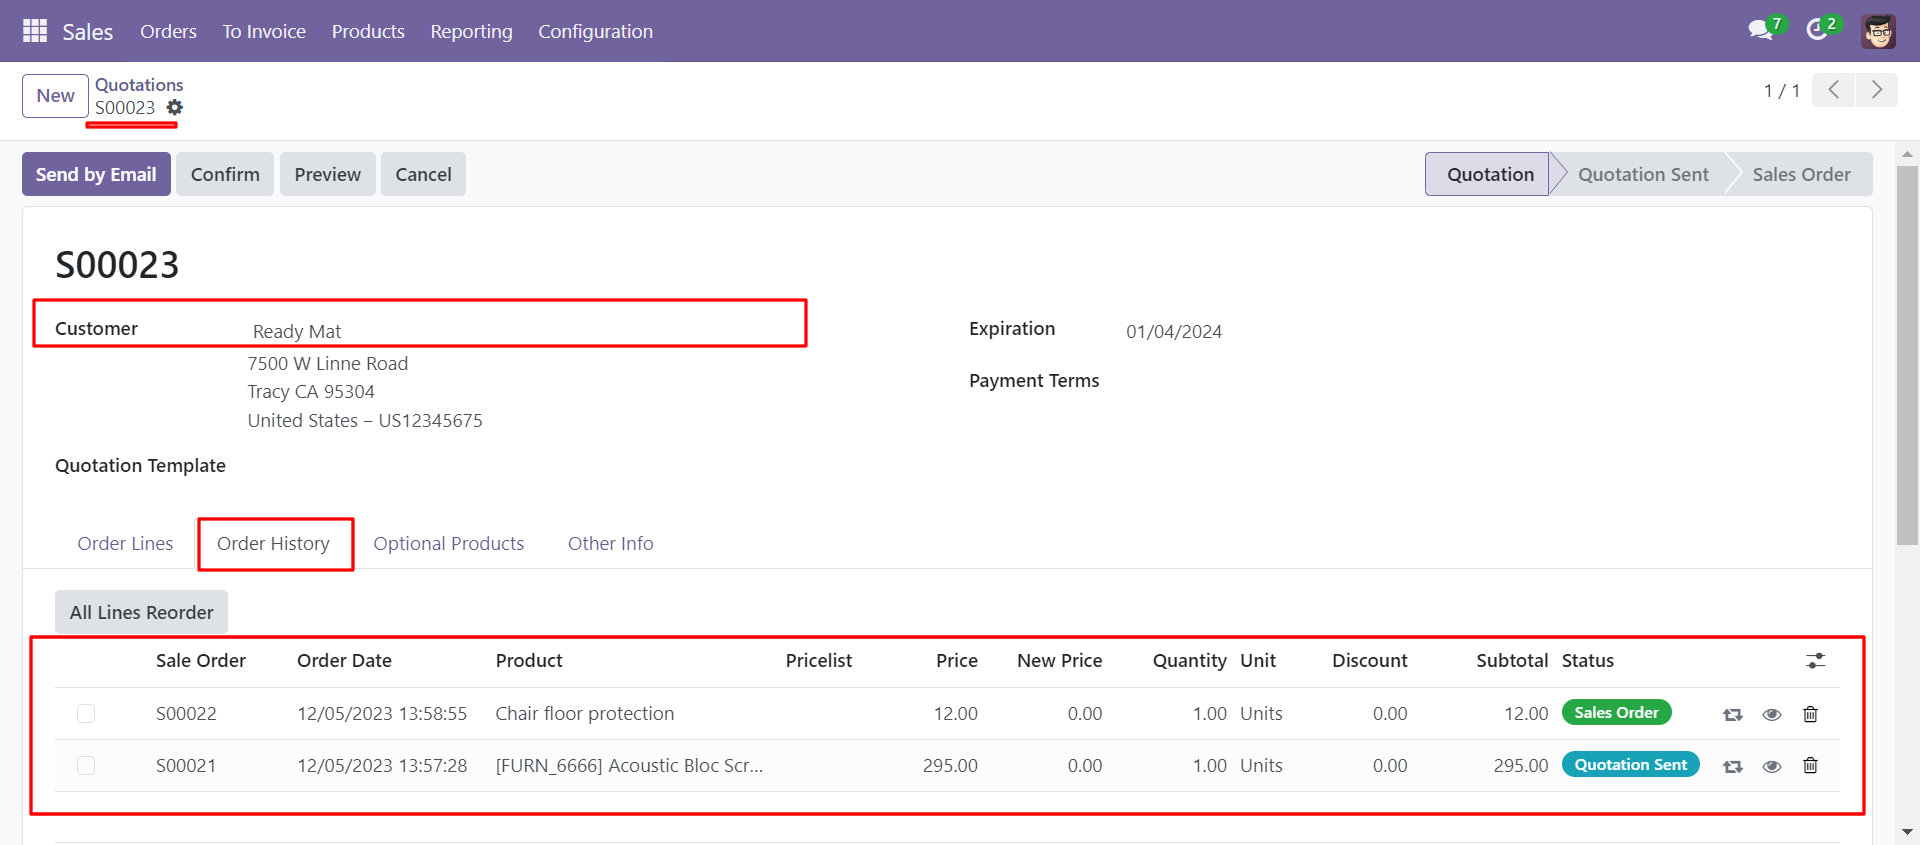 Sales Orders To Invoice Products Reporting Configuration 7 2
New Quotations
S00023
1 / 1
Send by Email Confirm Preview Cancel Quotation Quotation Sent Sales Order
S00023
Customer Ready Mat Expiration 01/04/2024
7500 W Linne Road
Tracy CA 95304 Payment Terms
United States – US12345675
Quotation Template
Order Lines Order History Optional Products Other Info
All Lines Reorder
Sale Order Order Date Product Pricelist Price New Price Quantity Unit Discount Subtotal Status
S00022 12/05/2023 13:58:55 Chair floor protection 12.00 0.00 1.00 Units 0.00 12.00 Sales Order
S00021 12/05/2023 13:57:28 [FURN_6666] Acoustic Bloc Scr... 295.00 0.00 1.00 Units 0.00 295.00 Quotation Sent